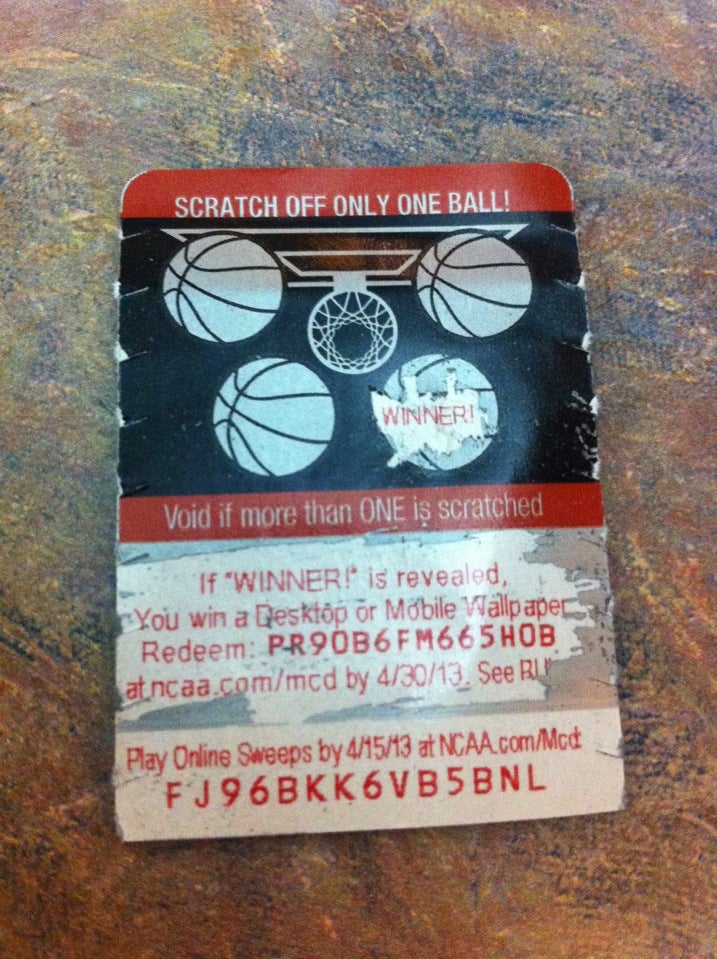 SCRATCH OFF ONLY ONE BALL!
WINNER!
Void if more than ONE is scratched
If "WINNER!" is revealed,
You win a Desktop or Mobile Wallpaper
Redeem: PR90B6FM665H0B
at ncaa.com/mcd by 4/30/13. See
Play Online Sweeps by 4/15/13 at NCAA.com/Mcd:
FJ96BKK6VB5BNL